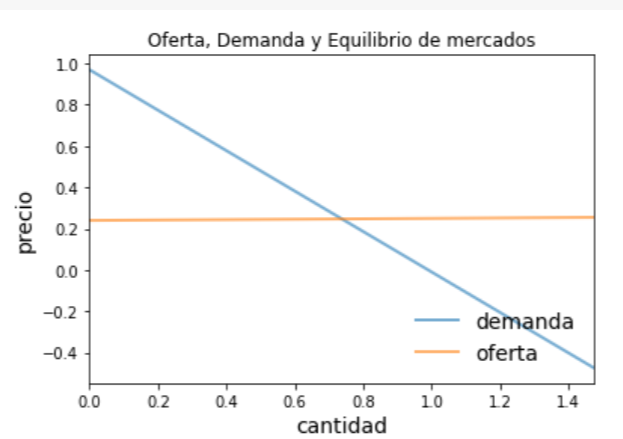 Oferta, Demanda y Equilibrio de mercados
1.0
0.8
0.6
0.4
0.2
0.0
−0.2
−0.4
precio
demanda
oferta
0.0 0.2 0.4 0.6 0.8 1.0 1.2 1.4
cantidad